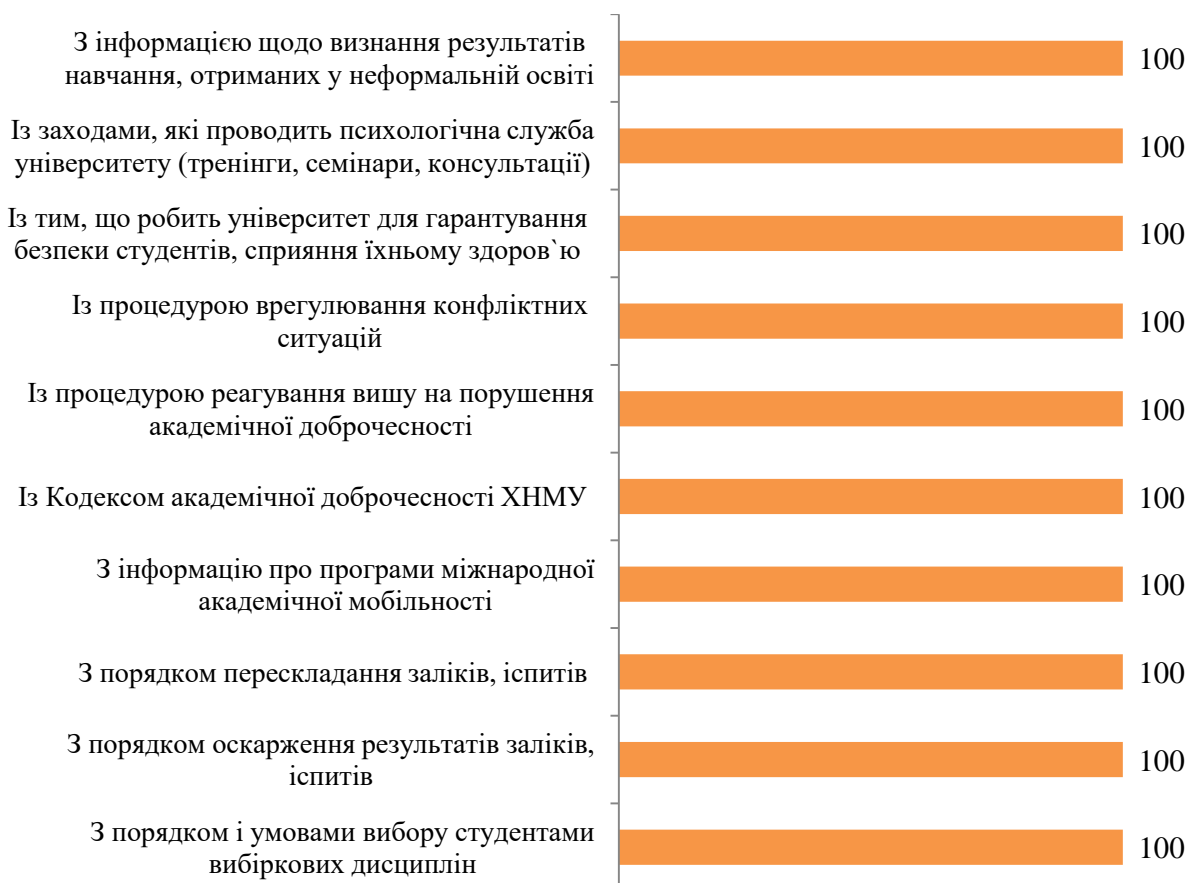 З інформацією щодо визнання результатів
навчання, отриманих у неформальній освіті
100
Із заходами, які проводить психологічна служба
університету (тренінги, семінари, консультації)
100
Із тим, що робить університет для гарантування
безпеки студентів, сприяння їхньому здоров`ю
100
Із процедурою врегулювання конфліктних
ситуацій
100
Із процедурою реагування вишу на порушення
академічної доброчесності
100
Із Кодексом академічної доброчесності ХНМУ
100
З інформацію про програми міжнародної
академічної мобільності
100
З порядком перескладання заліків, іспитів
100
З порядком оскарження результатів заліків,
іспитів
100
З порядком і умовами вибору студентами
вибіркових дисциплін
100